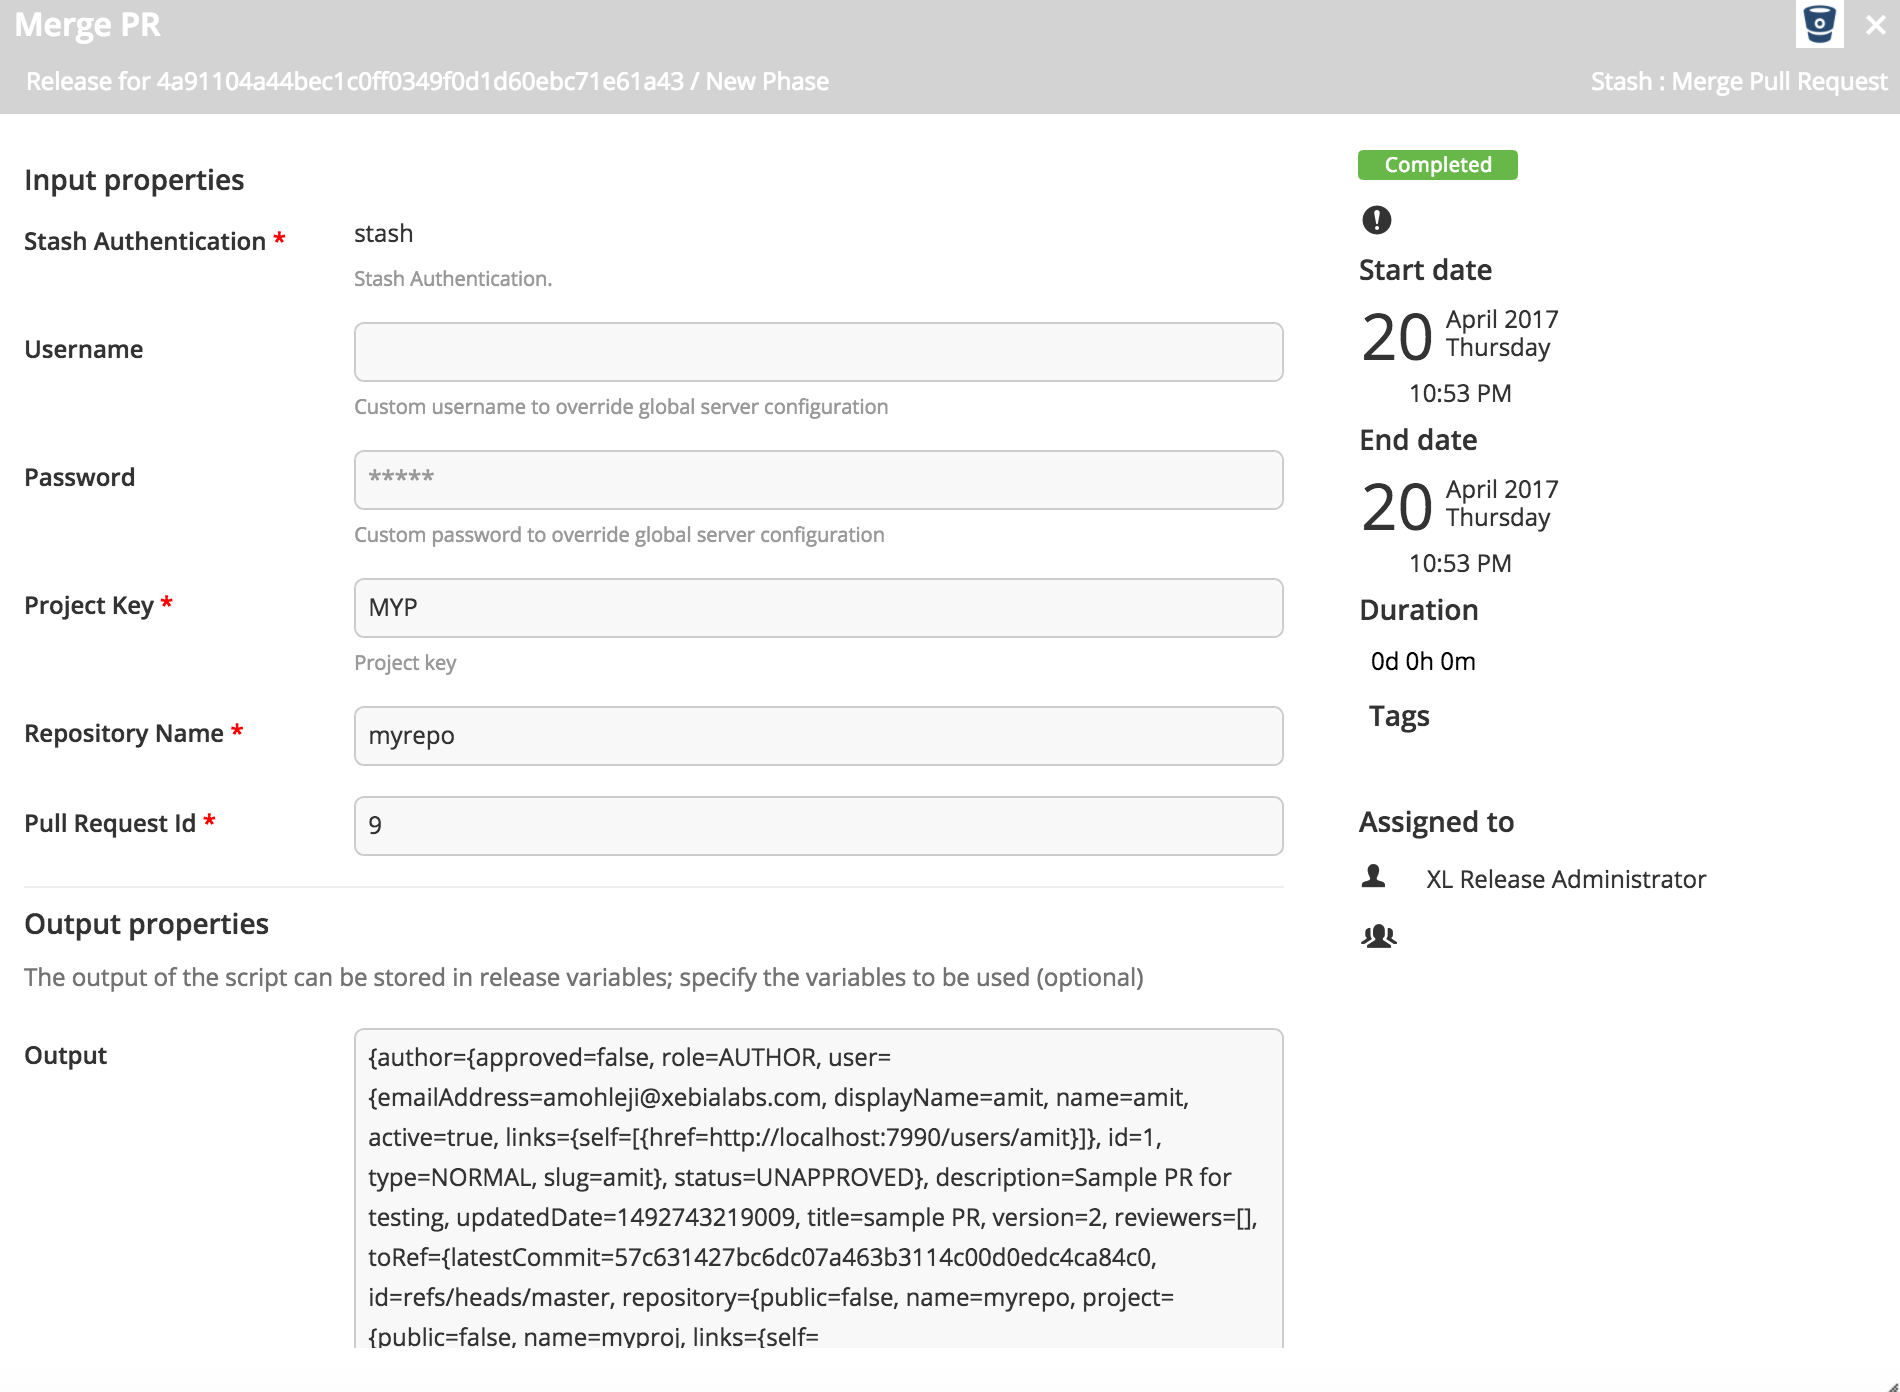 Merge PR
Release for 4a91104a44bec1c0ff0349f0d1d60ebc71e61a43 / New Phase
Stash : Merge Pull Request
Input properties
Stash Authentication *
stash
Stash Authentication.
Username
Custom username to override global server configuration
Password
*****
Custom password to override global server configuration
Project Key *
MYP
Project key
Repository Name *
myrepo
Pull Request Id *
9
Output properties
The output of the script can be stored in release variables; specify the variables to be used (optional)
Output
{author={approved=false, role=AUTHOR, user=
{emailAddress=amohleji@xebialabs.com, displayName=amit, name=amit,
active=true, links={self=[{href=http://localhost:7990/users/amit}]}, id=1,
type=NORMAL, slug=amit}, status=UNAPPROVED}, description=Sample PR for
testing, updatedDate=1492743219009, title=sample PR, version=2, reviewers=[],
toRef={latestCommit=57c631427bc6dc07a463b3114c00d0edc4ca84c0,
id=refs/heads/master, repository={public=false, name=myrepo, project=
{public=false, name=myproj, links={self=
Completed
Start date
20
April 2017
Thursday
10:53 PM
End date
20
April 2017
Thursday
10:53 PM
Duration
0d 0h 0m
Tags
Assigned to
XL Release Administrator